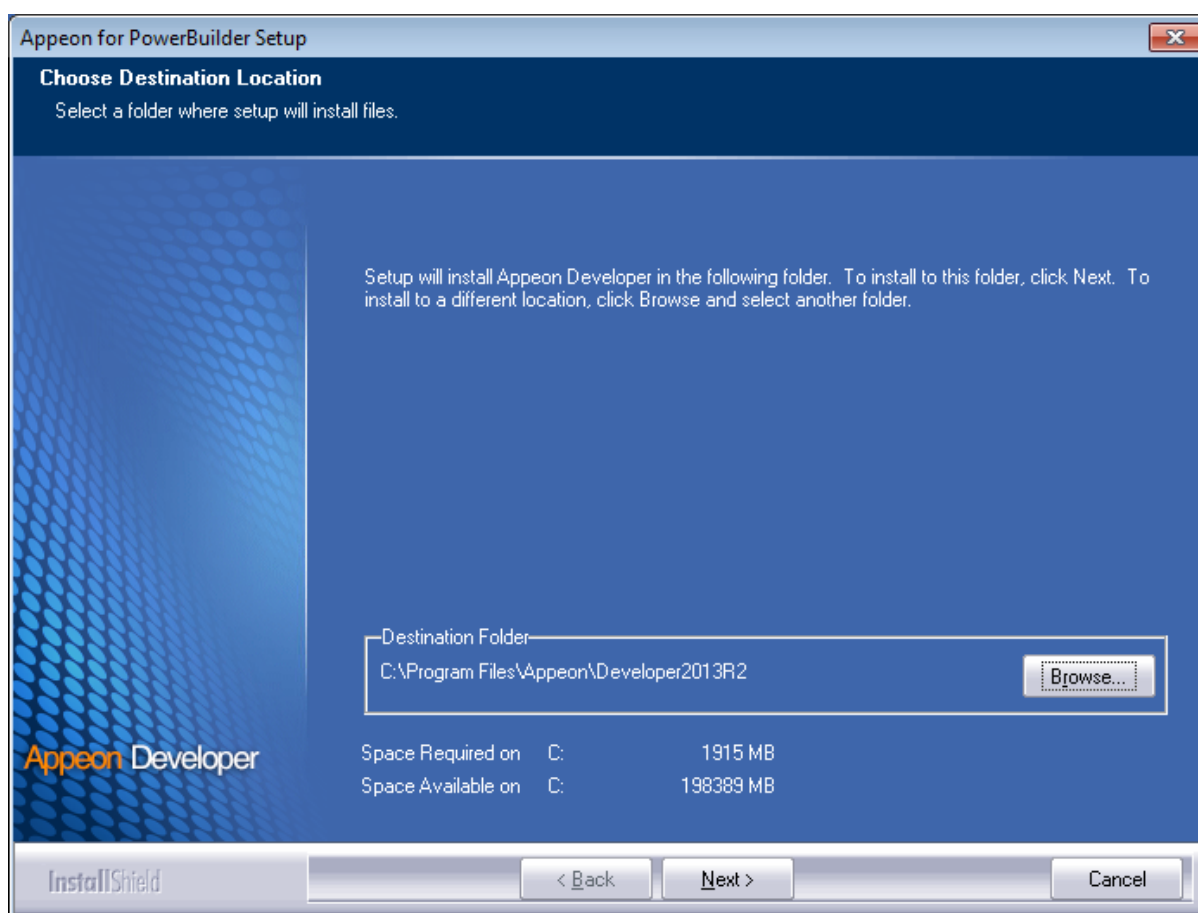 Appeon for PowerBuilder Setup
Choose Destination Location
Select a folder where setup will install files.
Setup will install Appeon Developer in the following folder. To install to this folder, click Next. To
install to a different location, click Browse and select another folder.
Destination Folder
C:\Program Files\Appeon\Developer2013R2
Browse...
Appeon Developer
Space Required on C: 1915 MB
Space Available on C: 198389 MB
InstallShield
< Back
Next >
Cancel